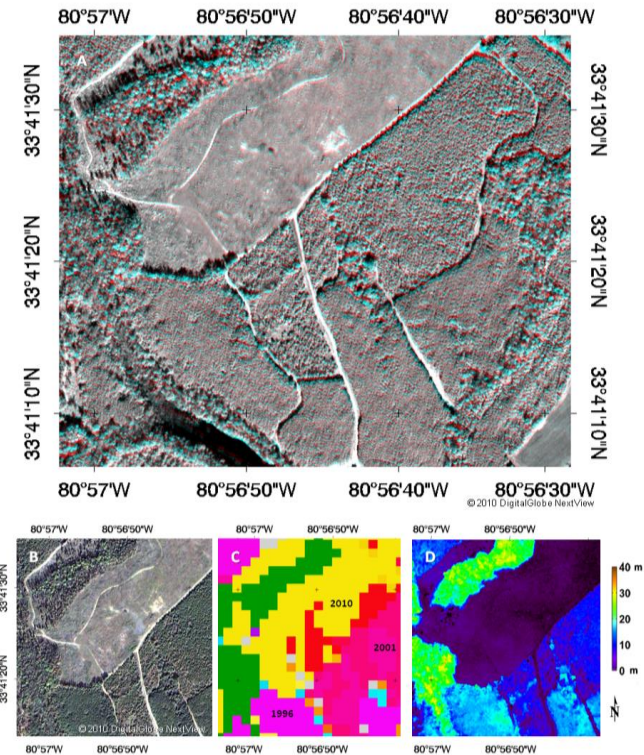 80°57'W 80°56'50"W 80°56'40"W 80°56'30"W
A
33°41'30"N 33°41'30"N
33°41'20"N 33°41'20"N
33°41'10"N 33°41'10"N
80°57'W 80°56'50"W 80°56'40"W 80°56'30"W
©2010 DigitalGlobe NextView
80°57'W 80°56'50"W 80°57'W 80°56'50"W 80°57'W 80°56'50"W
B C D
33°41'30"N
33°41'20"N
2010
2001
1996
40 m
30
20
10
0 m
N
© 2010 DigitalGlobe NextView
80°57'W 80°56'50"W 80°57'W 80°56'50"W 80°57'W 80°56'50"W